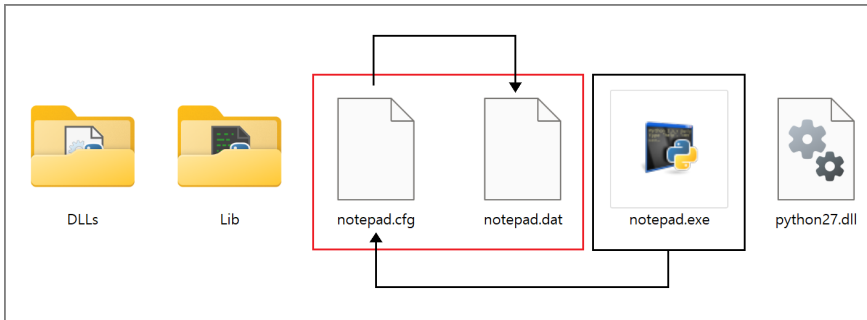 DLLs
Lib
notepad.cfg
notepad.dat
notepad.exe
python27.dll